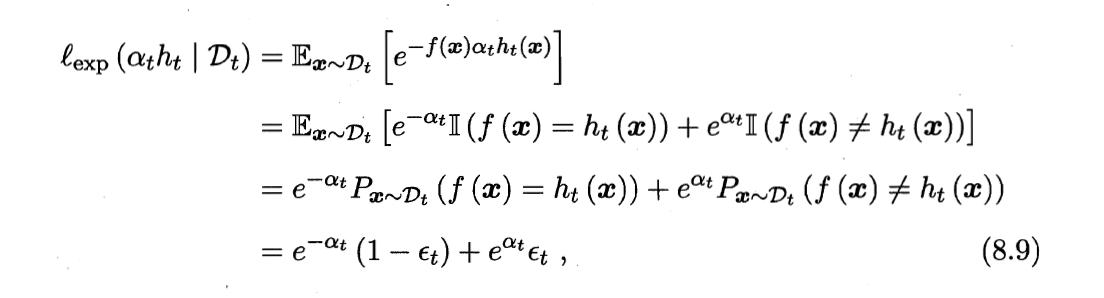 ℓ_exp (α_t h_t | 𝒟_t) = 𝔼_{𝒙∼𝒟_t} [e^{−f(𝒙)α_t h_t(𝒙)}]
= 𝔼_{𝒙∼𝒟_t} [e^{−α_t} 𝕀 (f (𝒙) = h_t (𝒙)) + e^{α_t} 𝕀 (f (𝒙) ≠ h_t (𝒙))]
= e^{−α_t} P_{𝒙∼𝒟_t} (f (𝒙) = h_t (𝒙)) + e^{α_t} P_{𝒙∼𝒟_t} (f (𝒙) ≠ h_t (𝒙))
= e^{−α_t} (1 − ϵ_t) + e^{α_t} ϵ_t , (8.9)